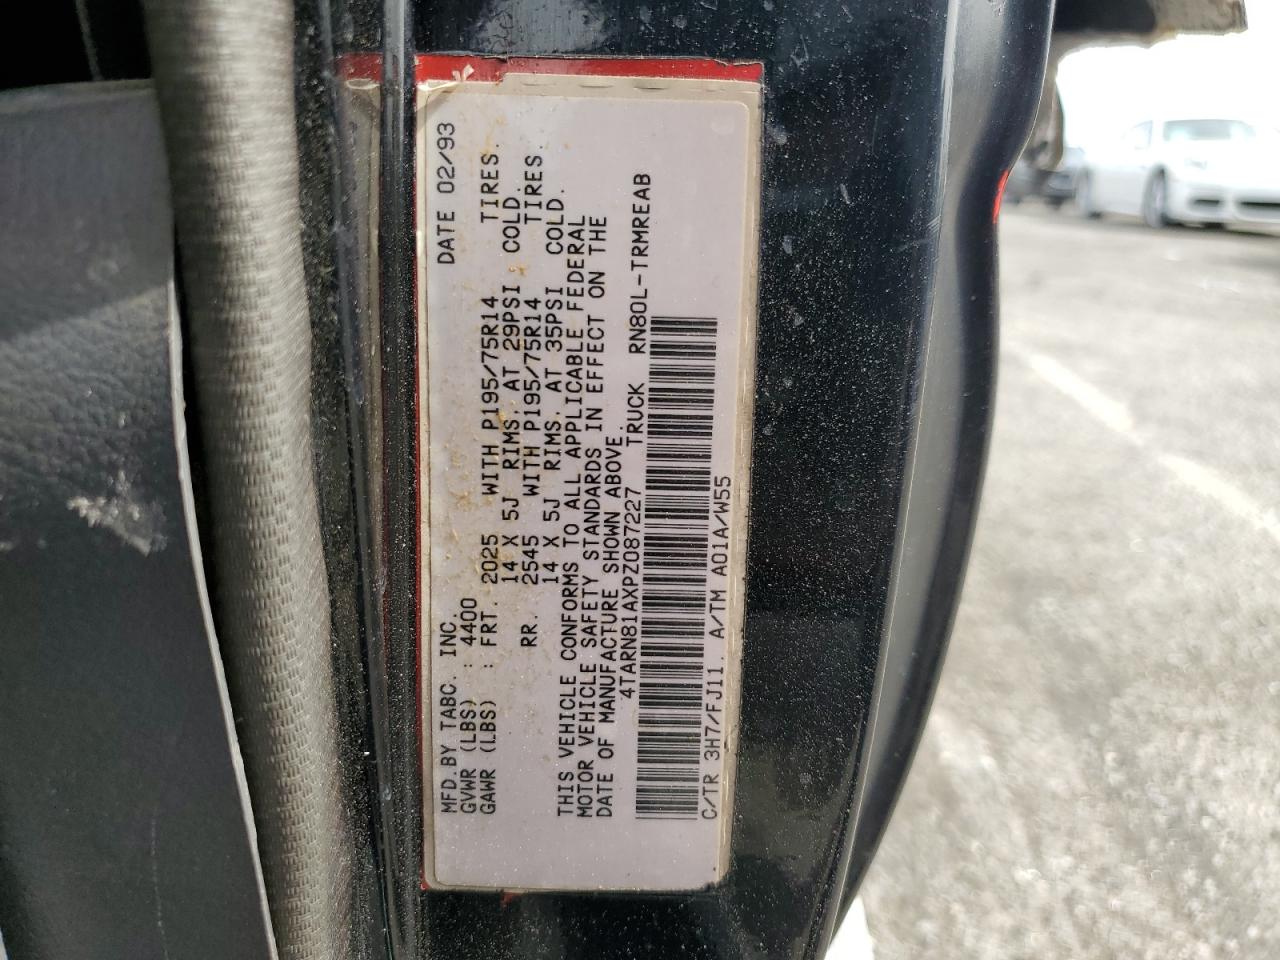 MFD.BY TABC. INC. DATE 02/93
GVWR (LBS) : 4400
GAWR (LBS) : FRT. 2025 WITH P195/75R14 TIRES.
14 X 5J RIMS. AT 29PSI COLD.
RR. 2545 WITH P195/75R14 TIRES.
14 X 5J RIMS. AT 35PSI COLD.
THIS VEHICLE CONFORMS TO ALL APPLICABLE FEDERAL
MOTOR VEHICLE SAFETY STANDARDS IN EFFECT ON THE
DATE OF MANUFACTURE SHOWN ABOVE.
4TARN81AXPZ087227 TRUCK RN80L-TRMREAB
C/TR 3H7/FJ11. A/TM A01A/W55